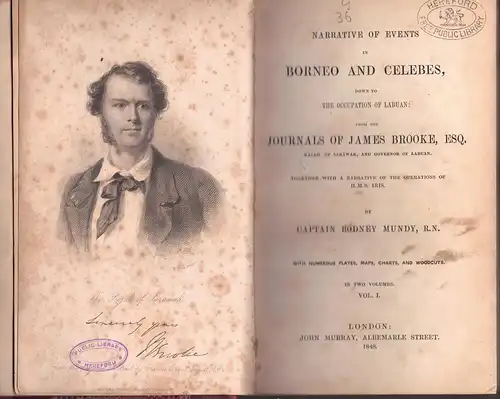 Sincerely yours
J Brooke
PUBLIC LIBRARY
HEREFORD
36
HEREFORD
FREE PUBLIC LIBRARY
NARRATIVE OF EVENTS
IN
BORNEO AND CELEBES,
DOWN TO
THE OCCUPATION OF LABUAN:
FROM THE
JOURNALS OF JAMES BROOKE, ESQ.
RAJAH OF SARĀWAK, AND GOVERNOR OF LABUAN.
TOGETHER WITH A NARRATIVE OF THE OPERATIONS OF
H.M.S. IRIS.
BY
CAPTAIN RODNEY MUNDY, R.N.
WITH NUMEROUS PLATES, MAPS, CHARTS, AND WOODCUTS.
IN TWO VOLUMES.
VOL. I.
LONDON:
JOHN MURRAY, ALBEMARLE STREET.
1848.